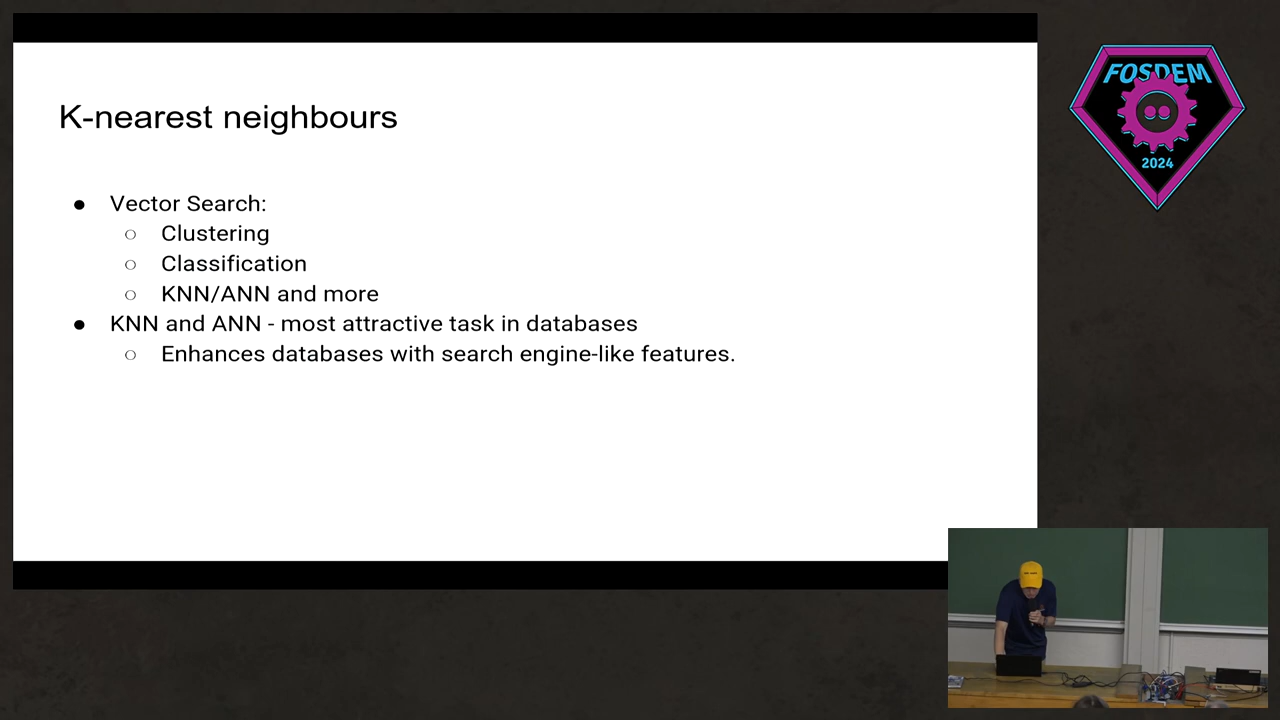 K-nearest neighbours
● Vector Search:
○ Clustering
○ Classification
○ KNN/ANN and more
● KNN and ANN - most attractive task in databases
○ Enhances databases with search engine-like features.
FOSDEM
2024